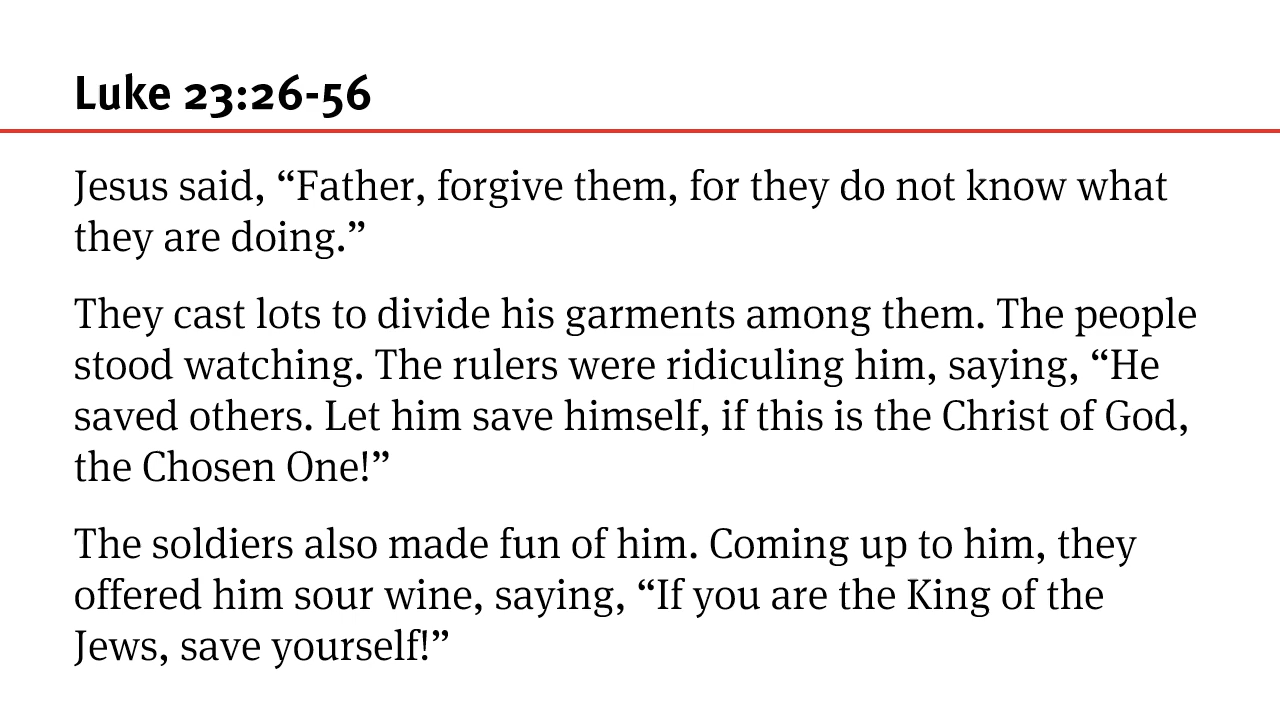 Luke 23:26-56
Jesus said, “Father, forgive them, for they do not know what
they are doing.”
They cast lots to divide his garments among them. The people
stood watching. The rulers were ridiculing him, saying, “He
saved others. Let him save himself, if this is the Christ of God,
the Chosen One!”
The soldiers also made fun of him. Coming up to him, they
offered him sour wine, saying, “If you are the King of the
Jews, save yourself!”